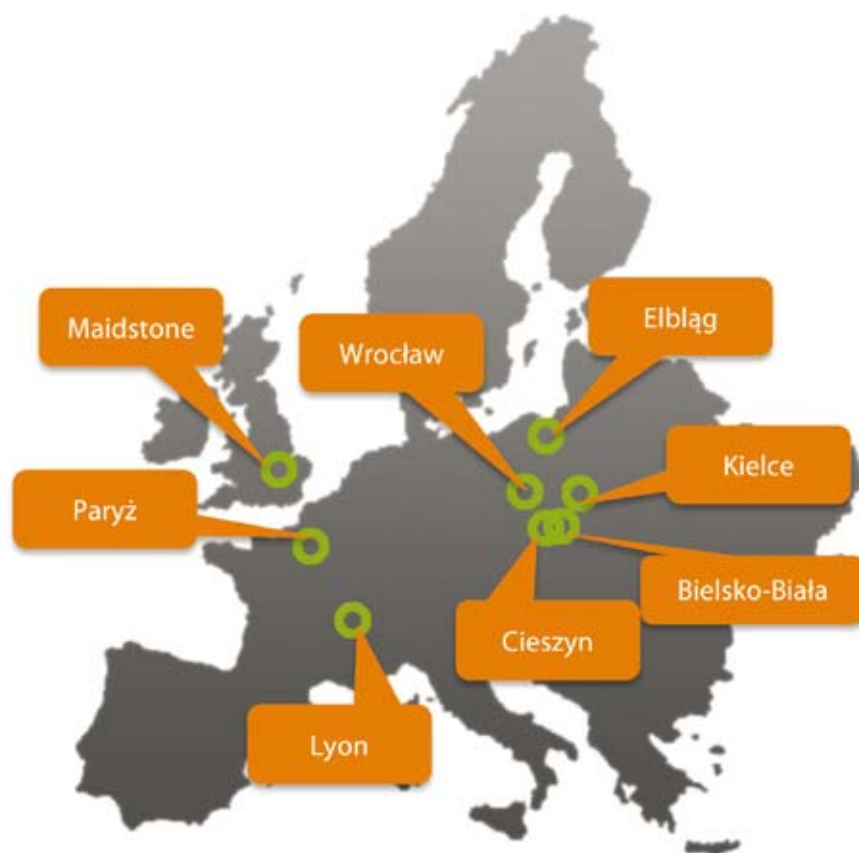 Maidstone
Elbląg
Wrocław
Kielce
Paryż
Bielsko-Biała
Cieszyn
Lyon